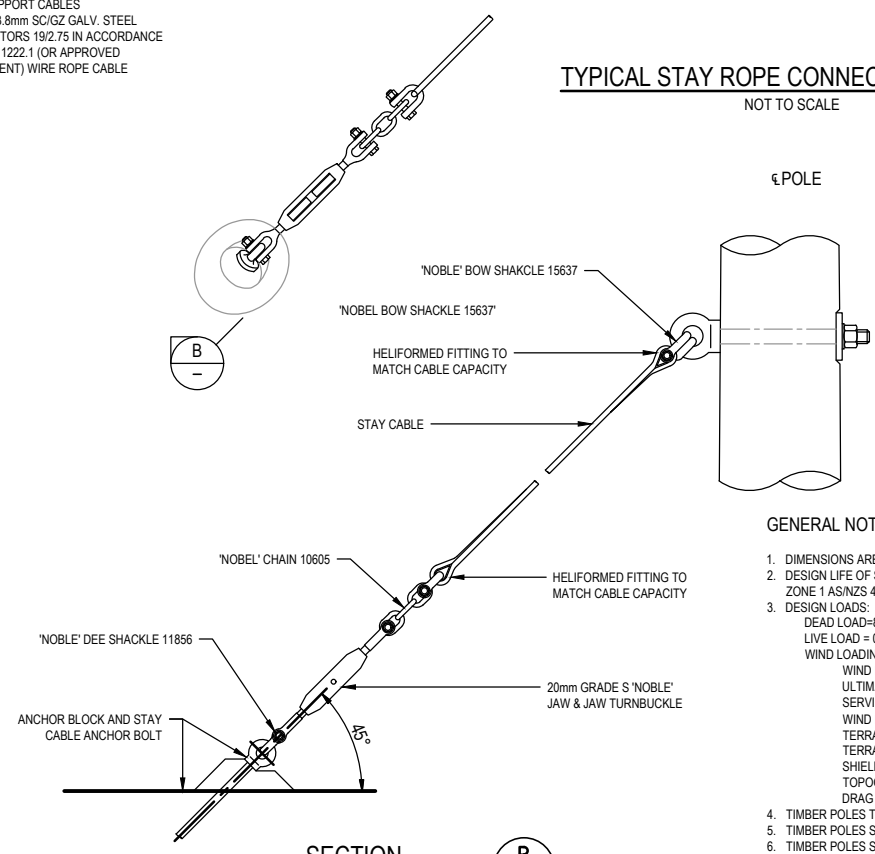 PPORT CABLES
3.8mm SC/GZ GALV. STEEL
TORS 19/2.75 IN ACCORDANCE
1222.1 (OR APPROVED
ENT) WIRE ROPE CABLE
TYPICAL STAY ROPE CONNEC
NOT TO SCALE
℄ POLE
'NOBLE' BOW SHAKCLE 15637
'NOBEL BOW SHACKLE 15637'
B
–
HELIFORMED FITTING TO
MATCH CABLE CAPACITY
STAY CABLE
'NOBEL' CHAIN 10605
HELIFORMED FITTING TO
MATCH CABLE CAPACITY
'NOBLE' DEE SHACKLE 11856
20mm GRADE S 'NOBLE'
JAW & JAW TURNBUCKLE
ANCHOR BLOCK AND STAY
CABLE ANCHOR BOLT
45°
SECTION
B
GENERAL NOT
1. DIMENSIONS ARE
2. DESIGN LIFE OF
ZONE 1 AS/NZS 4
3. DESIGN LOADS:
DEAD LOAD=
LIVE LOAD =
WIND LOADIN
WIND
ULTIM
SERVI
WIND
TERRA
TERRA
SHIEL
TOPO
DRAG
4. TIMBER POLES T
5. TIMBER POLES S
6. TIMBER POLES S